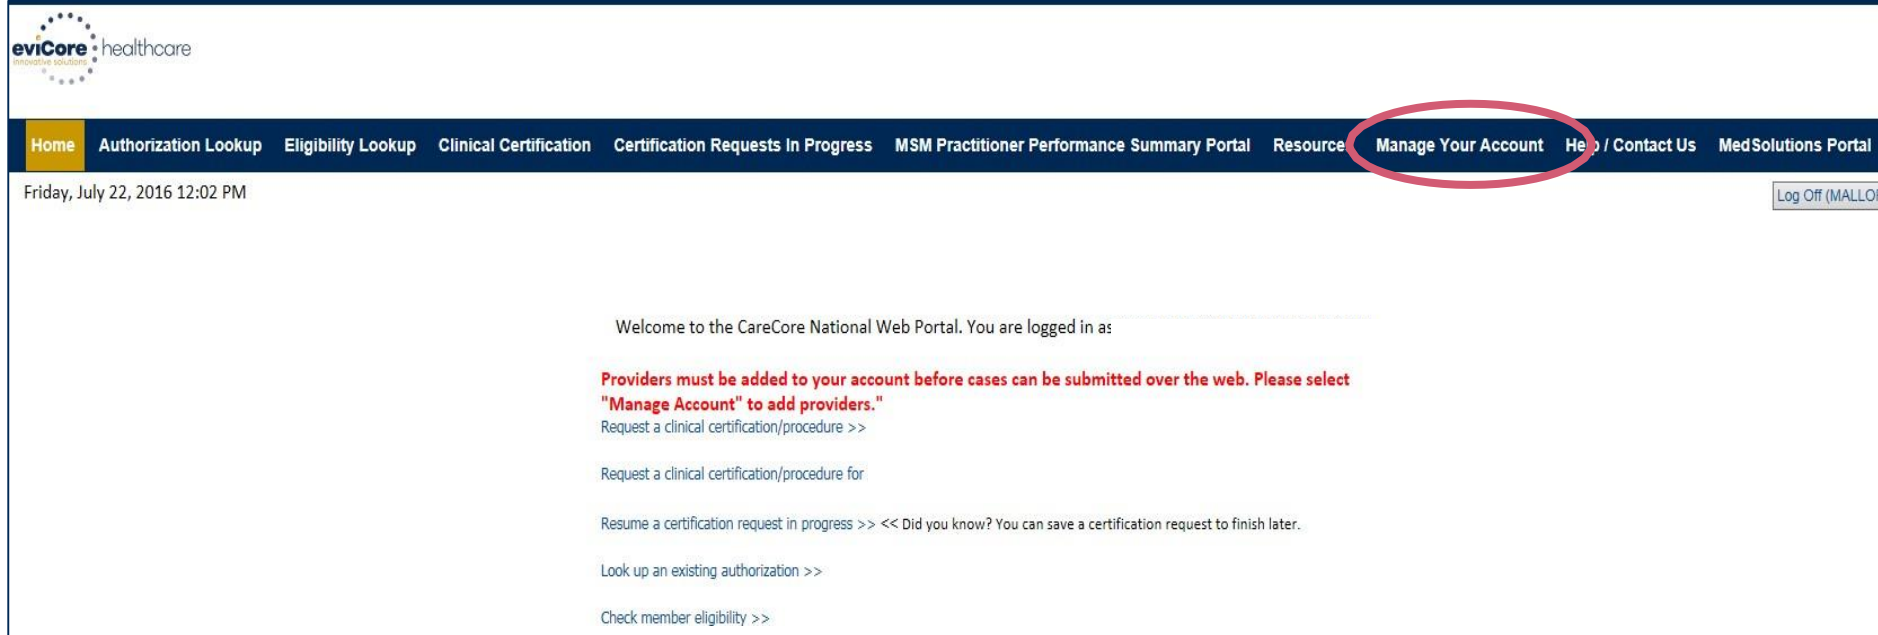 eviCore healthcare
innovative solutions
Home Authorization Lookup Eligibility Lookup Clinical Certification Certification Requests In Progress MSM Practitioner Performance Summary Portal Resource Manage Your Account Help / Contact Us MedSolutions Portal
Friday, July 22, 2016 12:02 PM
Log Off (MALLO
Welcome to the CareCore National Web Portal. You are logged in as
Providers must be added to your account before cases can be submitted over the web. Please select
"Manage Account" to add providers."
Request a clinical certification/procedure >>
Request a clinical certification/procedure for
Resume a certification request in progress >> << Did you know? You can save a certification request to finish later.
Look up an existing authorization >>
Check member eligibility >>